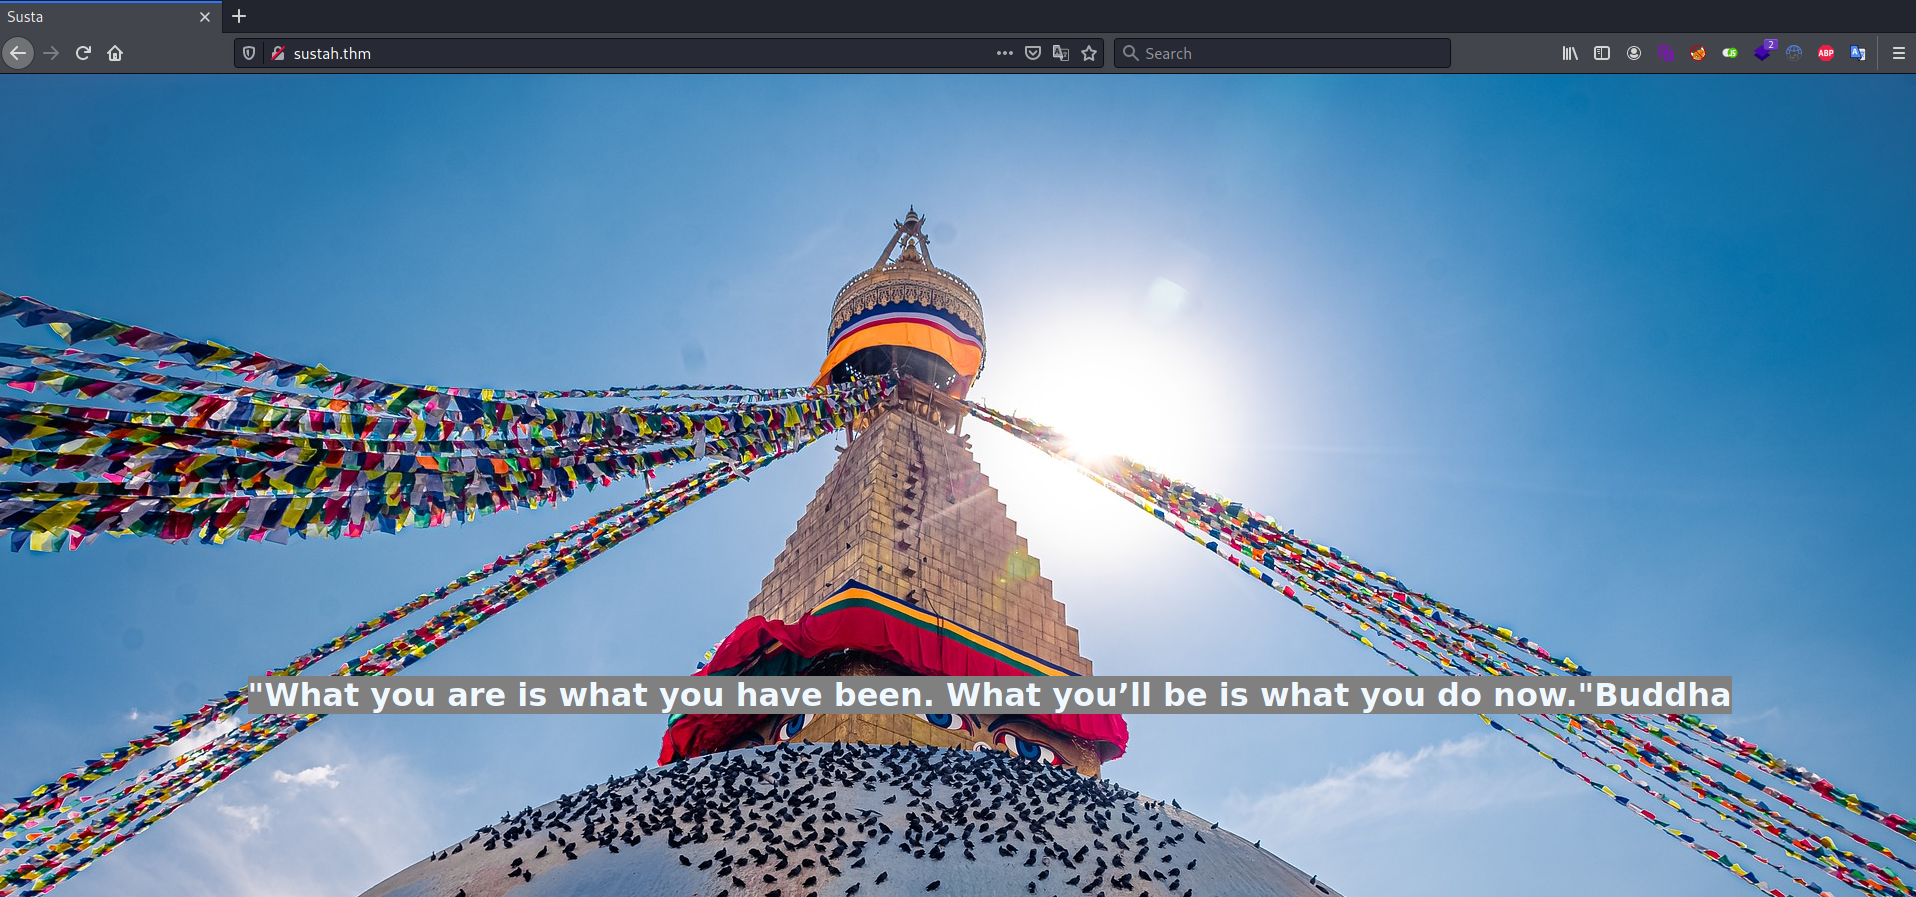 Susta
sustah.thm
Search
2
ABP
"What you are is what you have been. What you’ll be is what you do now."Buddha